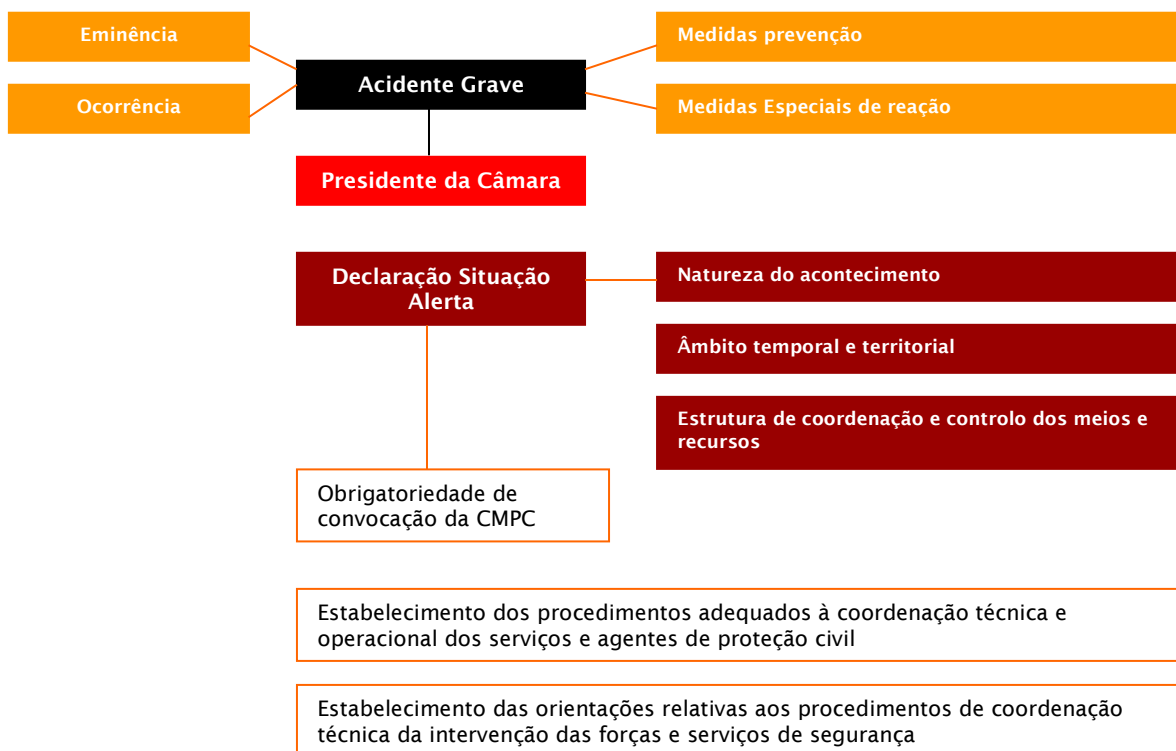 Eminência
Medidas prevenção
Acidente Grave
Ocorrência
Medidas Especiais de reação
Presidente da Câmara
Declaração Situação
Alerta
Natureza do acontecimento
Âmbito temporal e territorial
Estrutura de coordenação e controlo dos meios e
recursos
Obrigatoriedade de
convocação da CMPC
Estabelecimento dos procedimentos adequados à coordenação técnica e
operacional dos serviços e agentes de proteção civil
Estabelecimento das orientações relativas aos procedimentos de coordenação
técnica da intervenção das forças e serviços de segurança